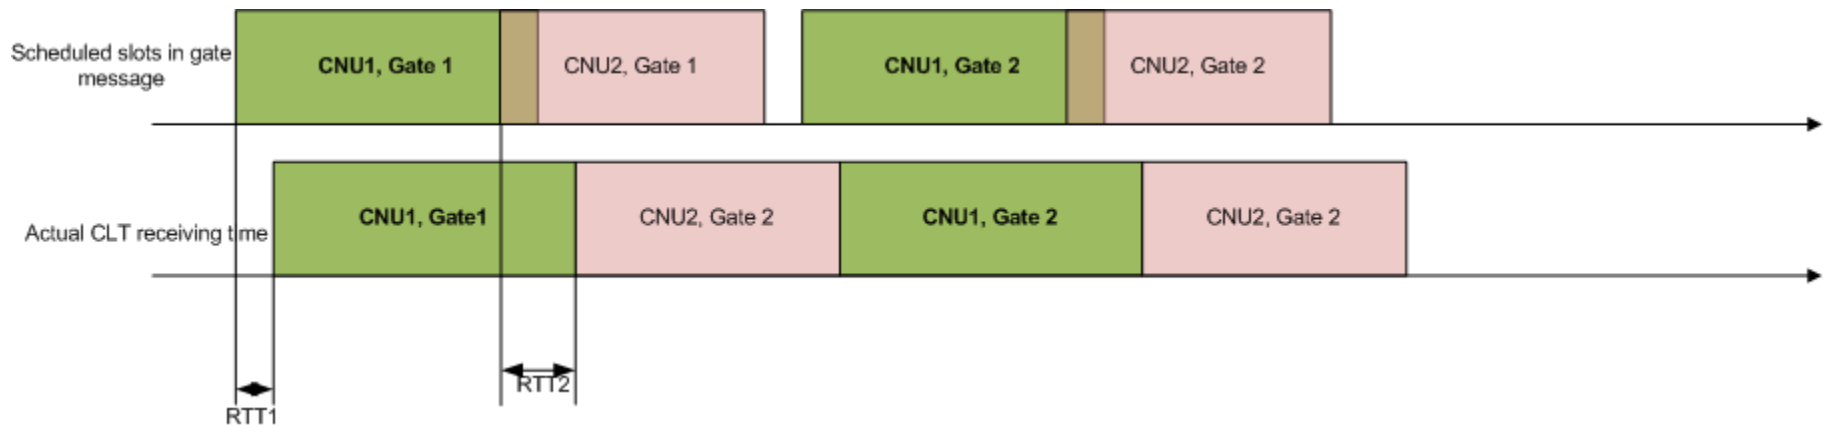 Scheduled slots in gate
message
CNU1, Gate 1
CNU2, Gate 1
CNU1, Gate 2
CNU2, Gate 2
Actual CLT receiving time
CNU1, Gate1
CNU2, Gate 2
CNU1, Gate 2
CNU2, Gate 2
RTT2
RTT1